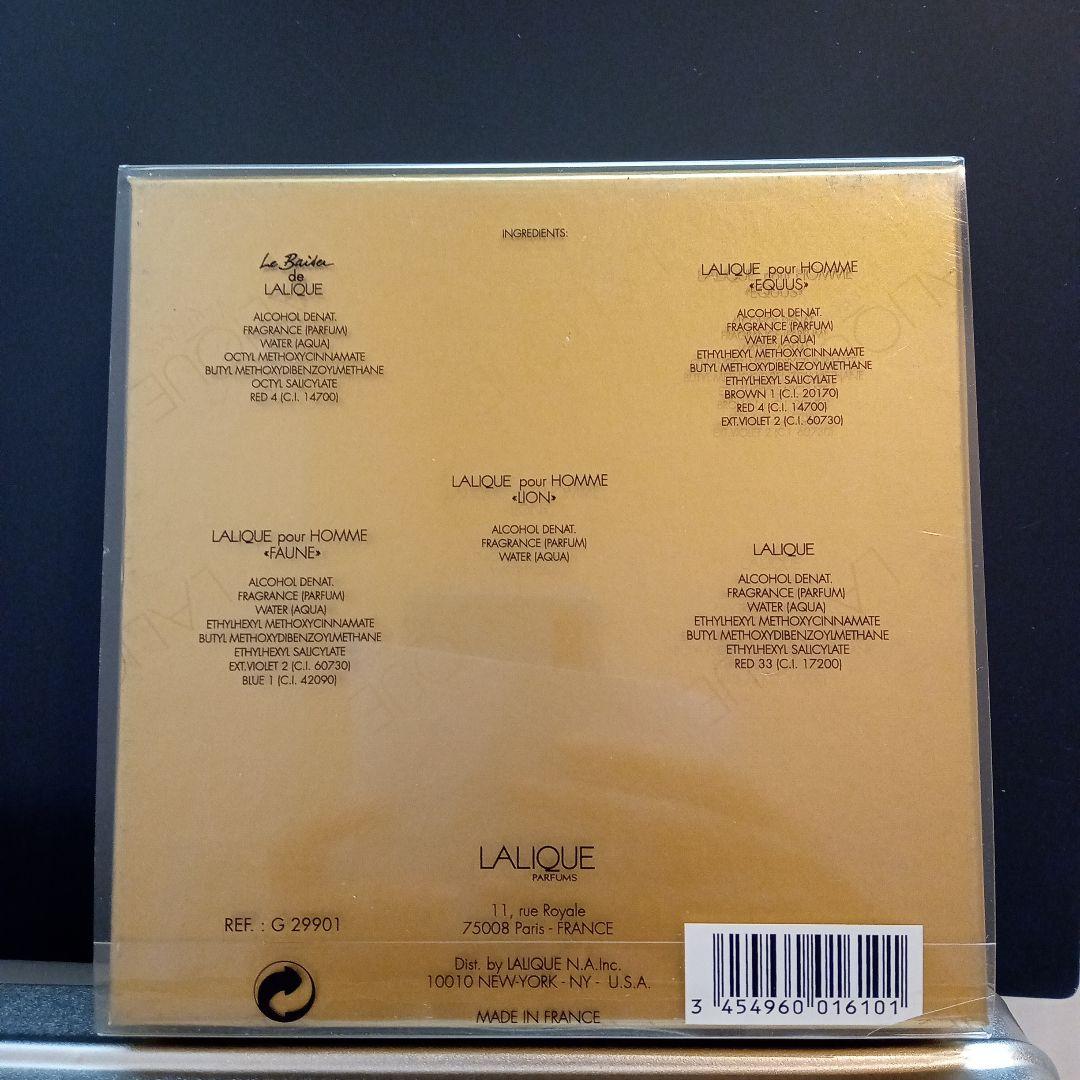 INGREDIENTS:
Le Baiser
de
LALIQUE
ALCOHOL DENAT.
FRAGRANCE (PARFUM)
WATER (AQUA)
OCTYL METHOXYCINNAMATE
BUTYL METHOXYDIBENZOYLMETHANE
OCTYL SALICYLATE
RED 4 (C.I. 14700)
LALIQUE pour HOMME
«EQUUS»
ALCOHOL DENAT.
FRAGRANCE (PARFUM)
WATER (AQUA)
ETHYLHEXYL METHOXYCINNAMATE
BUTYL METHOXYDIBENZOYLMETHANE
ETHYLHEXYL SALICYLATE
BROWN 1 (C.I. 20170)
RED 4 (C.I. 14700)
EXT.VIOLET 2 (C.I. 60730)
LALIQUE pour HOMME
«LION»
ALCOHOL DENAT.
FRAGRANCE (PARFUM)
WATER (AQUA)
LALIQUE pour HOMME
«FAUNE»
ALCOHOL DENAT.
FRAGRANCE (PARFUM)
WATER (AQUA)
ETHYLHEXYL METHOXYCINNAMATE
BUTYL METHOXYDIBENZOYLMETHANE
ETHYLHEXYL SALICYLATE
EXT.VIOLET 2 (C.I. 60730)
BLUE 1 (C.I. 42090)
LALIQUE
ALCOHOL DENAT.
FRAGRANCE (PARFUM)
WATER (AQUA)
ETHYLHEXYL METHOXYCINNAMATE
BUTYL METHOXYDIBENZOYLMETHANE
ETHYLHEXYL SALICYLATE
RED 33 (C.I. 17200)
LALIQUE
PARFUMS
11, rue Royale
75008 Paris - FRANCE
REF. : G 29901
Dist. by LALIQUE N.A.Inc.
10010 NEW-YORK - NY - U.S.A.
MADE IN FRANCE
3 454960 016101